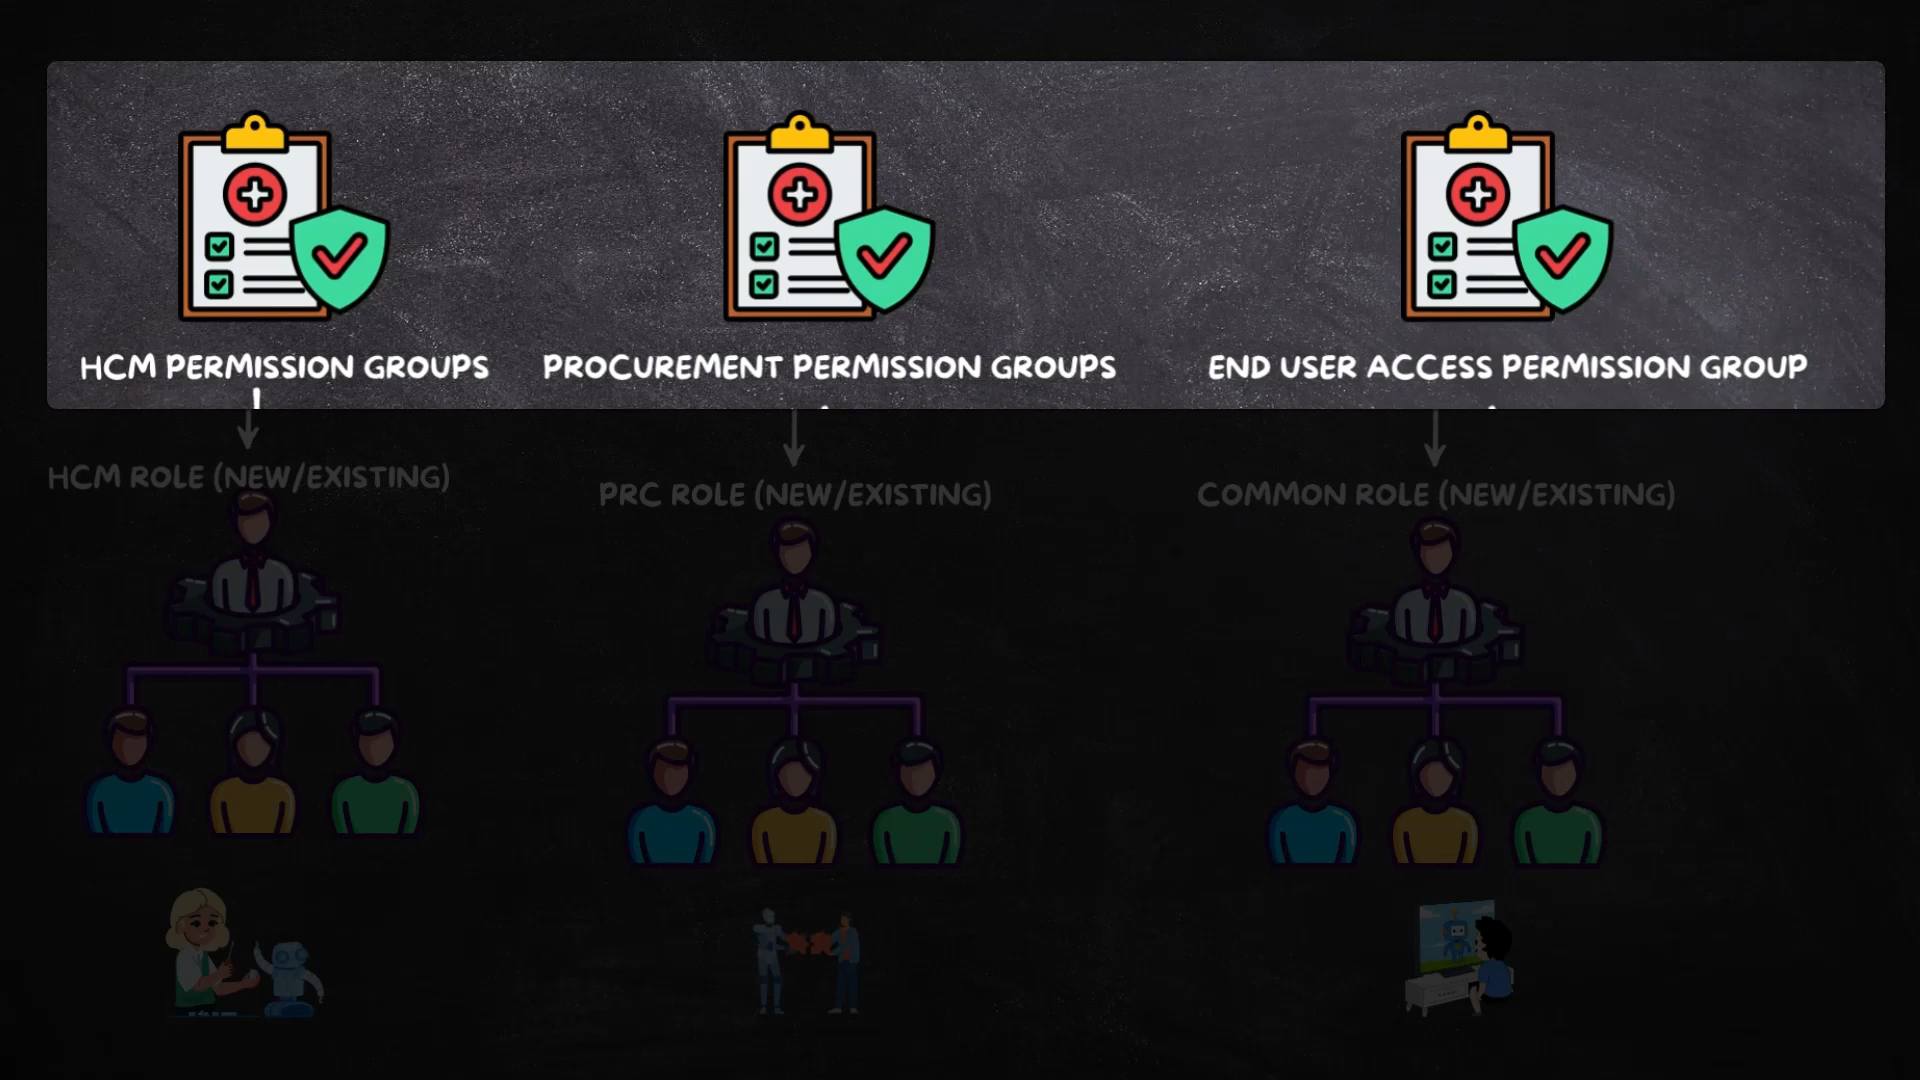 HCM PERMISSION GROUPS
PROCUREMENT PERMISSION GROUPS
END USER ACCESS PERMISSION GROUP
HCM ROLE (NEW/EXISTING)
PRC ROLE (NEW/EXISTING)
COMMON ROLE (NEW/EXISTING)